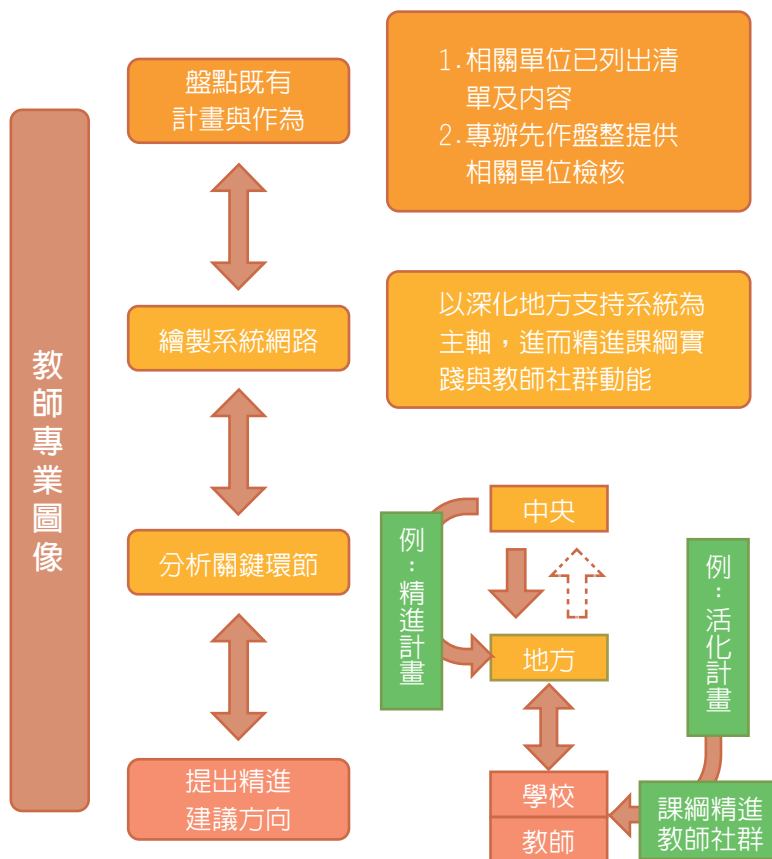 教師專業圖像
盤點既有
計畫與作為
1.相關單位已列出清
單及內容
2.專辦先作盤整提供
相關單位檢核
繪製系統網路
以深化地方支持系統為
主軸，進而精進課綱實
踐與教師社群動能
分析關鍵環節
例：精進計畫
中央
地方
例：活化計畫
提出精進
建議方向
學校
教師
課綱精進
教師社群